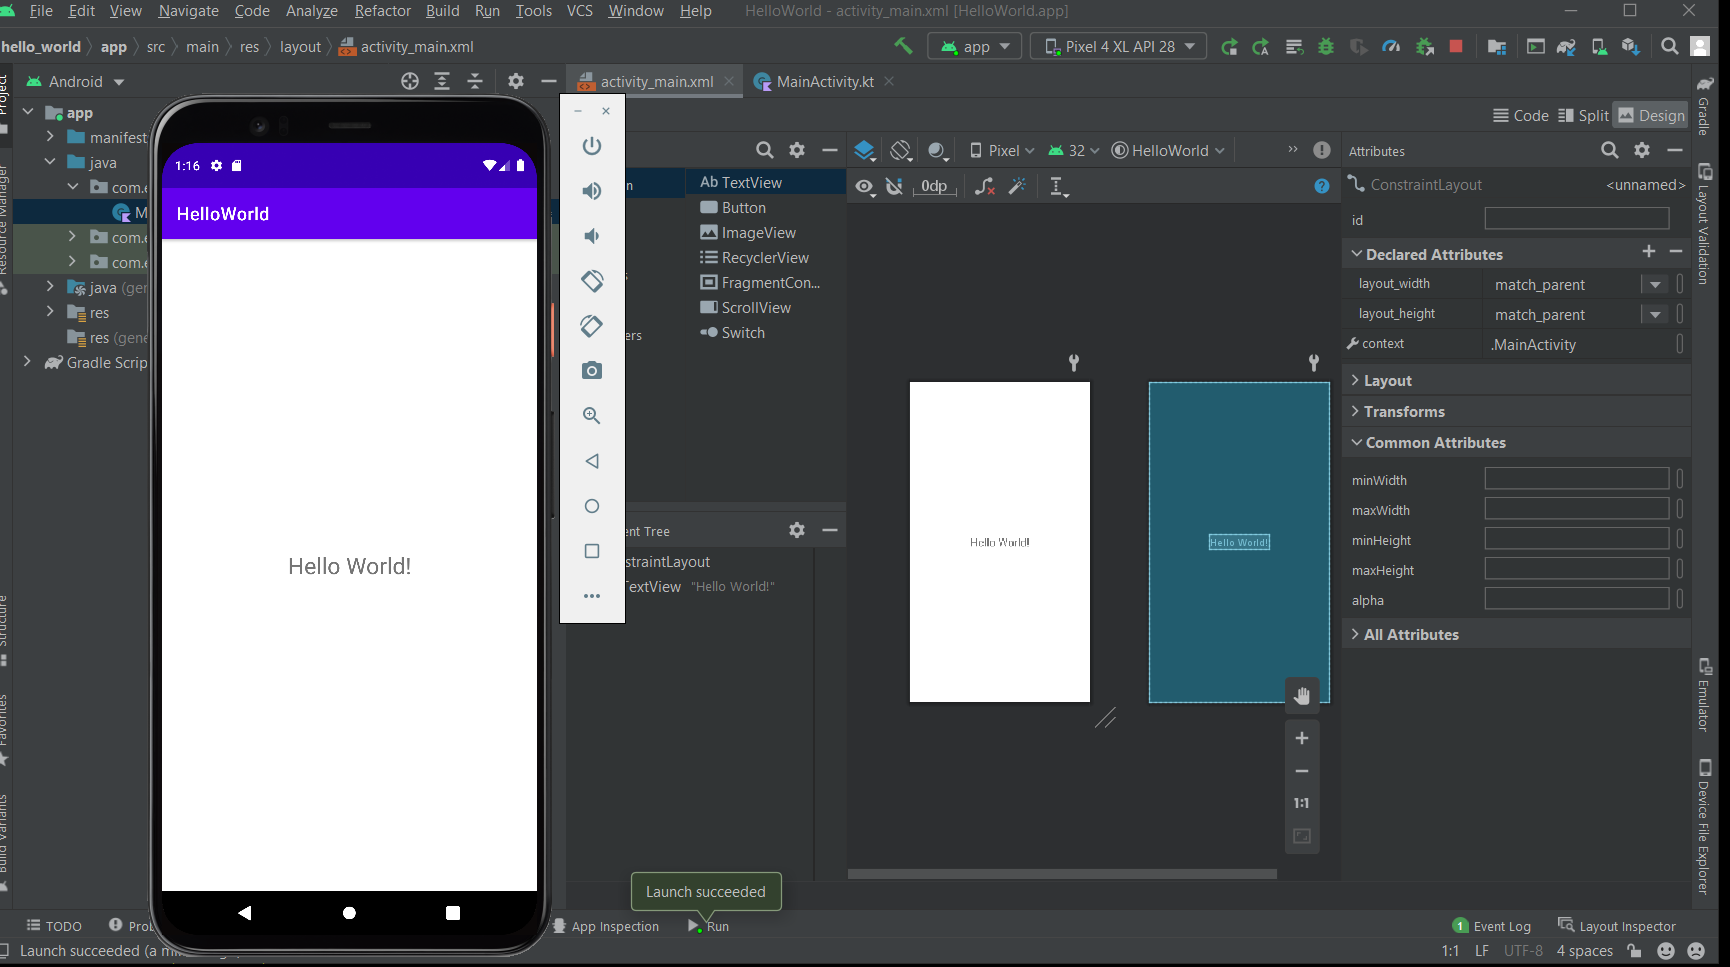 File Edit View Navigate Code Analyze Refactor Build Run Tools VCS Window Help HelloWorld - activity_main.xml [HelloWorld.app]
hello_world app src main res layout activity_main.xml
app Pixel 4 XL API 28
Project
Resource Manager
Structure
Favorites
Build Variants
Android
app
manifest
java
com.e
M
com.e
com.e
java (ge
res
res (gene
Gradle Scrip
1:16
HelloWorld
Hello World!
activity_main.xml MainActivity.kt
Code Split Design
Ab TextView
Button
ImageView
RecyclerView
FragmentCon...
ScrollView
Switch
ers
ent Tree
straintLayout
TextView "Hello World!"
Pixel 32 HelloWorld
0dp
Hello World!
Hello World!
1:1
Attributes
ConstraintLayout <unnamed>
id
Declared Attributes
layout_width match_parent
layout_height match_parent
context .MainActivity
Layout
Transforms
Common Attributes
minWidth
maxWidth
minHeight
maxHeight
alpha
All Attributes
Gradle
Layout Validation
Emulator
Device File Explorer
Launch succeeded
TODO Prob App Inspection Run 1 Event Log Layout Inspector
Launch succeeded (a mi 1:1 LF UTF-8 4 spaces